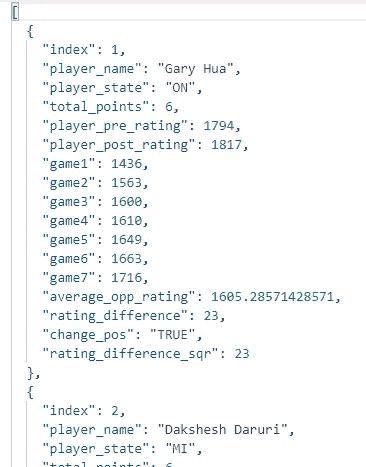 [
{
"index": 1,
"player_name": "Gary Hua",
"player_state": "ON",
"total_points": 6,
"player_pre_rating": 1794,
"player_post_rating": 1817,
"game1": 1436,
"game2": 1563,
"game3": 1600,
"game4": 1610,
"game5": 1649,
"game6": 1663,
"game7": 1716,
"average_opp_rating": 1605.28571428571,
"rating_difference": 23,
"change_pos": "TRUE",
"rating_difference_sqr": 23
},
{
"index": 2,
"player_name": "Dakshesh Daruri",
"player_state": "MI",
"total_points": 6